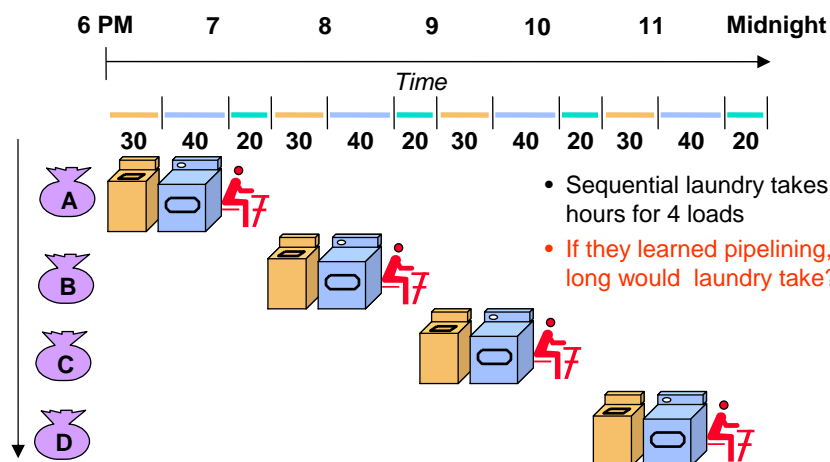 6 PM 7 8 9 10 11 Midnight
Time
30 40 20 30 40 20 30 40 20 30 40 20
A
• Sequential laundry takes
hours for 4 loads
• If they learned pipelining,
long would laundry take?
B
C
D